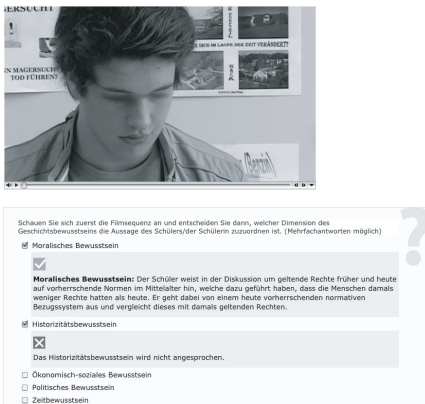 ERSUCHT
DICH IM LAUFE DER ZEIT VERÄNDERT?
EN MAGERSUCHT
TOD FÜHREN?
(Benzin)
Schauen Sie sich zuerst die Filmsequenz an und entscheiden Sie dann, welcher Dimension des
Geschichtsbewusstseins die Aussage des Schülers/der Schülerin zuzuordnen ist. (Mehrfachantworten möglich)
Moralisches Bewusstsein
Moralisches Bewusstsein: Der Schüler weist in der Diskussion um geltende Rechte früher und heute
auf vorherrschende Normen im Mittelalter hin, welche dazu geführt haben, dass die Menschen damals
weniger Rechte hatten als heute. Er geht dabei von einem heute vorherrschenden normativen
Bezugssystem aus und vergleicht dieses mit damals geltenden Rechten.
Historizitätsbewusstsein
Das Historizitätsbewusstsein wird nicht angesprochen.
Ökonomisch-soziales Bewusstsein
Politisches Bewusstsein
Zeitbewusstsein
?